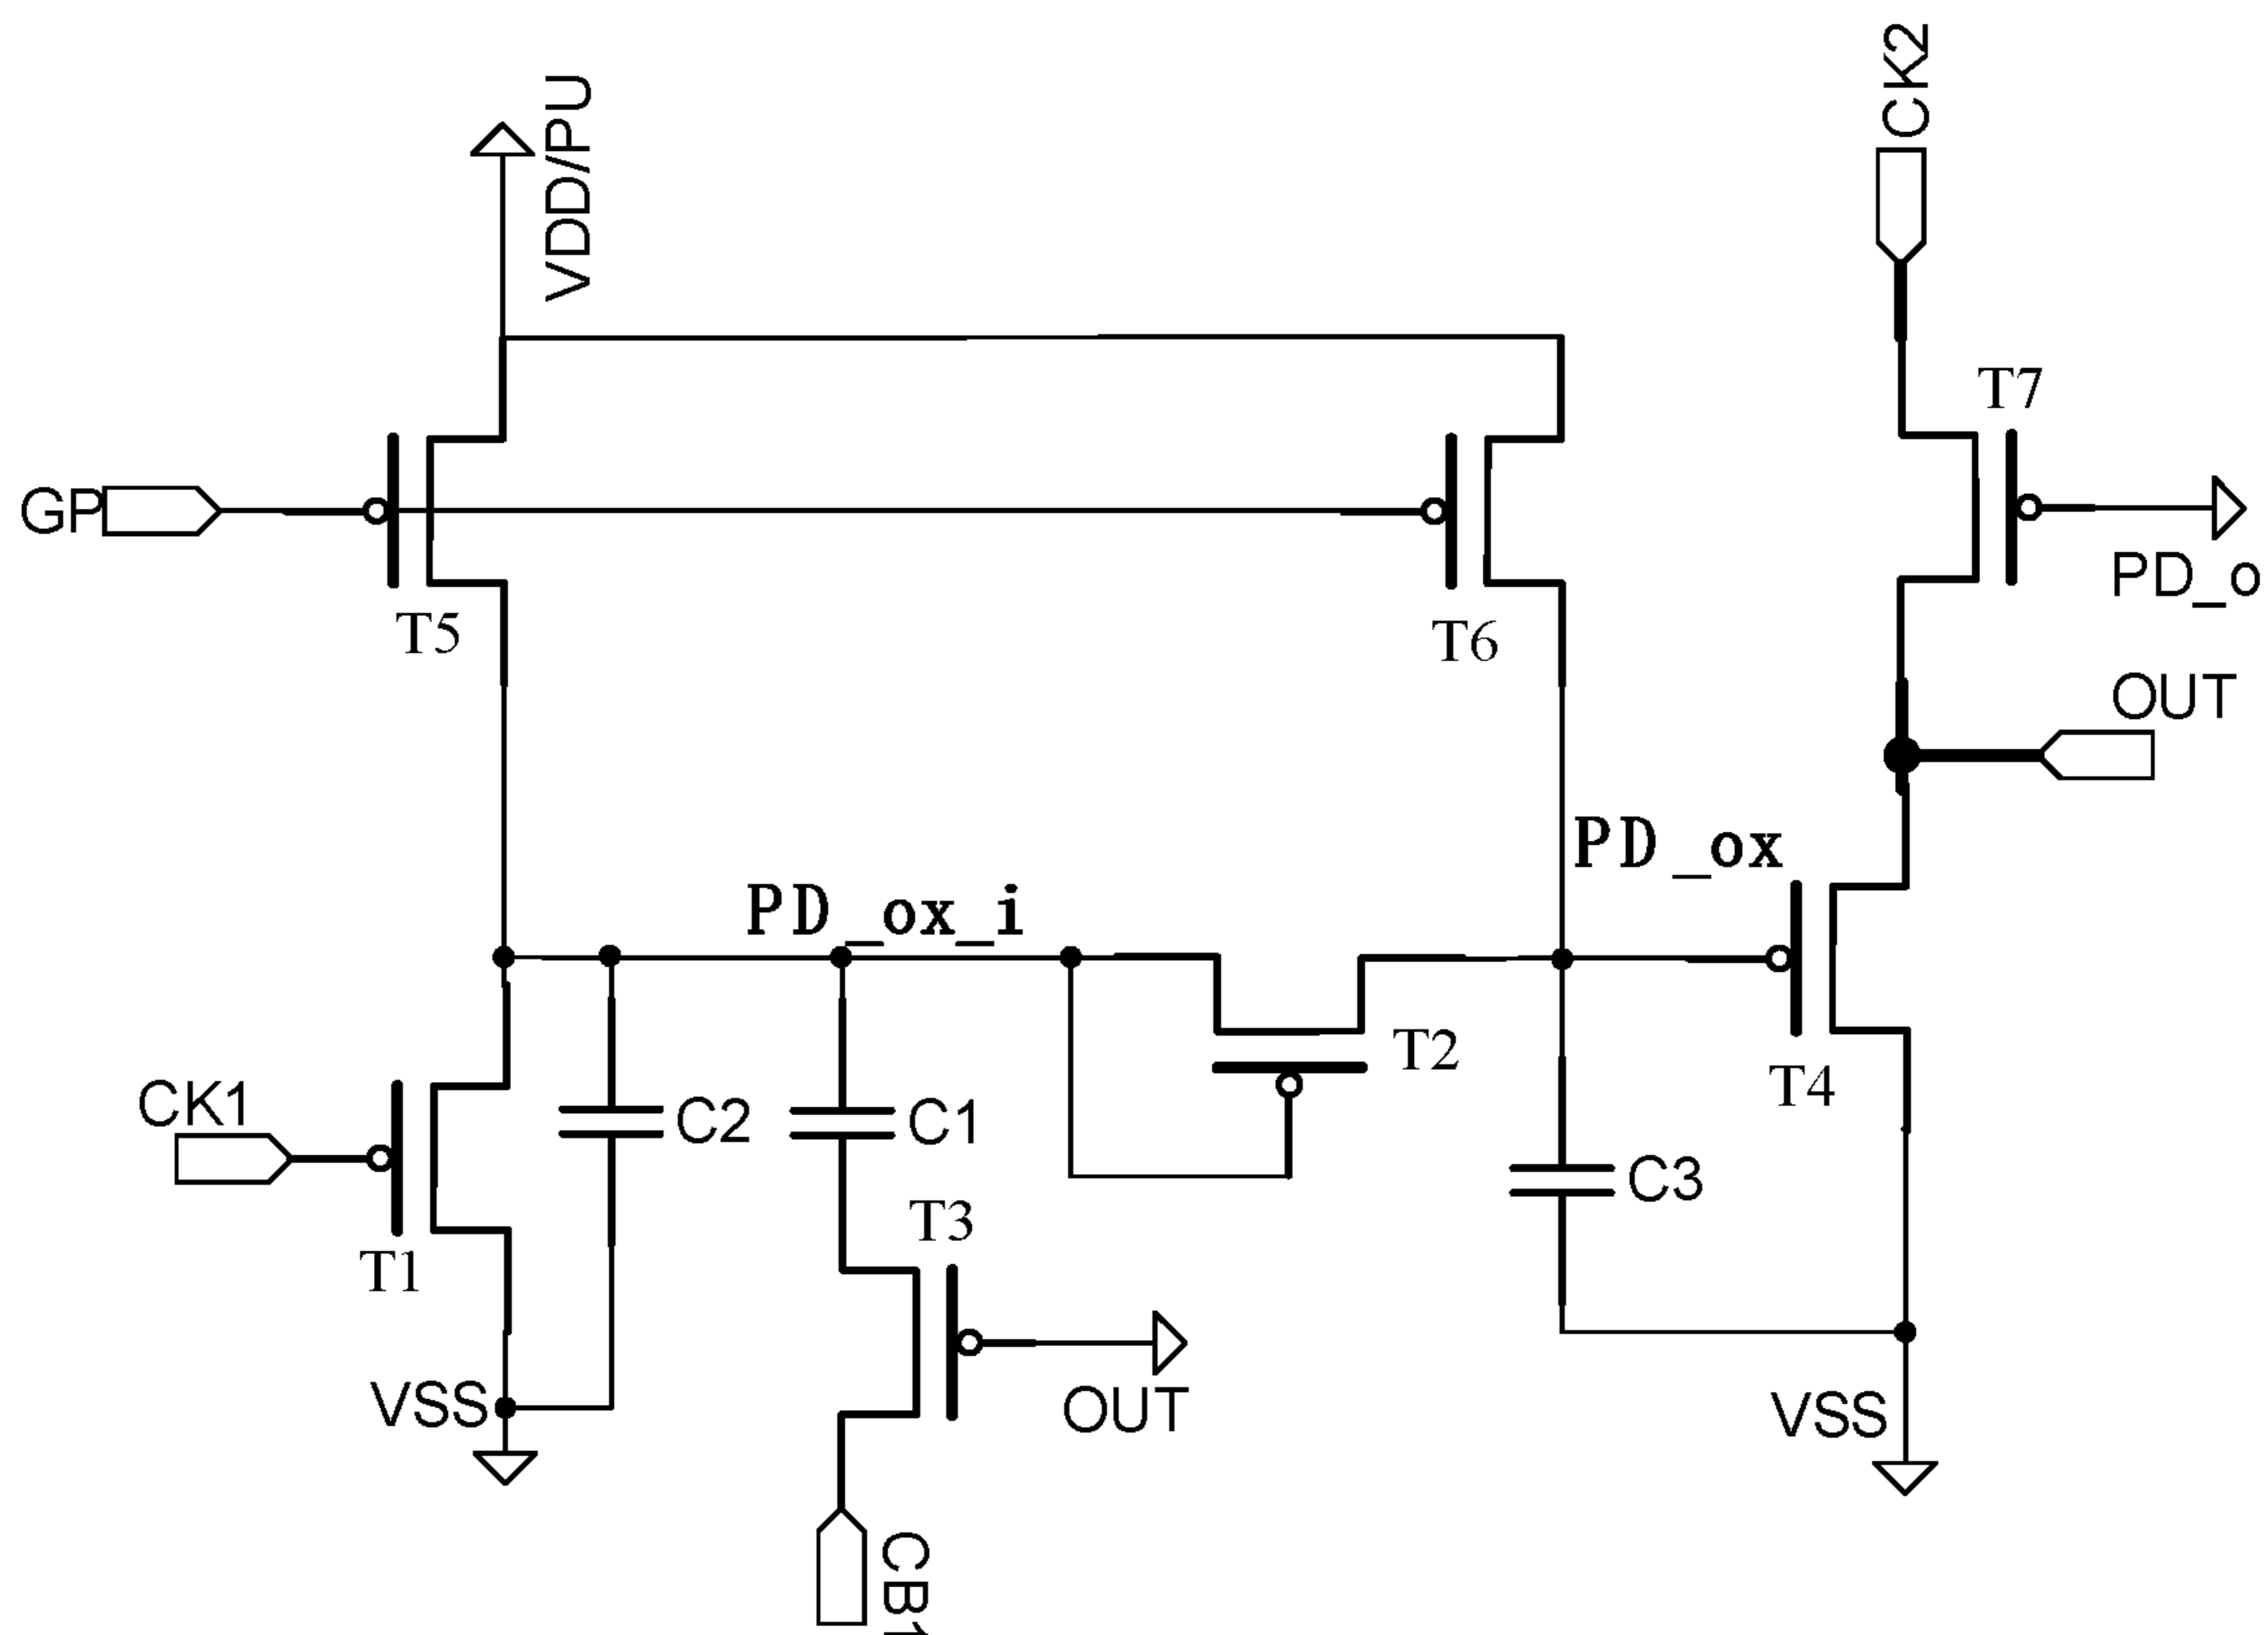 CK2
VDD/PU
T7
GP
PD_o
T5
T6
OUT
PD_ox
PD_ox_i
T2
CK1
C2
C1
T4
C3
T3
T1
VSS
OUT
VSS
CB1